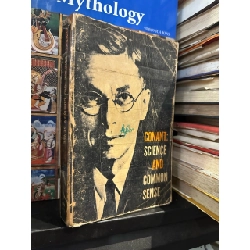 Mythology
CONANT:
SCIENCE
AND
COMMON
SENSE